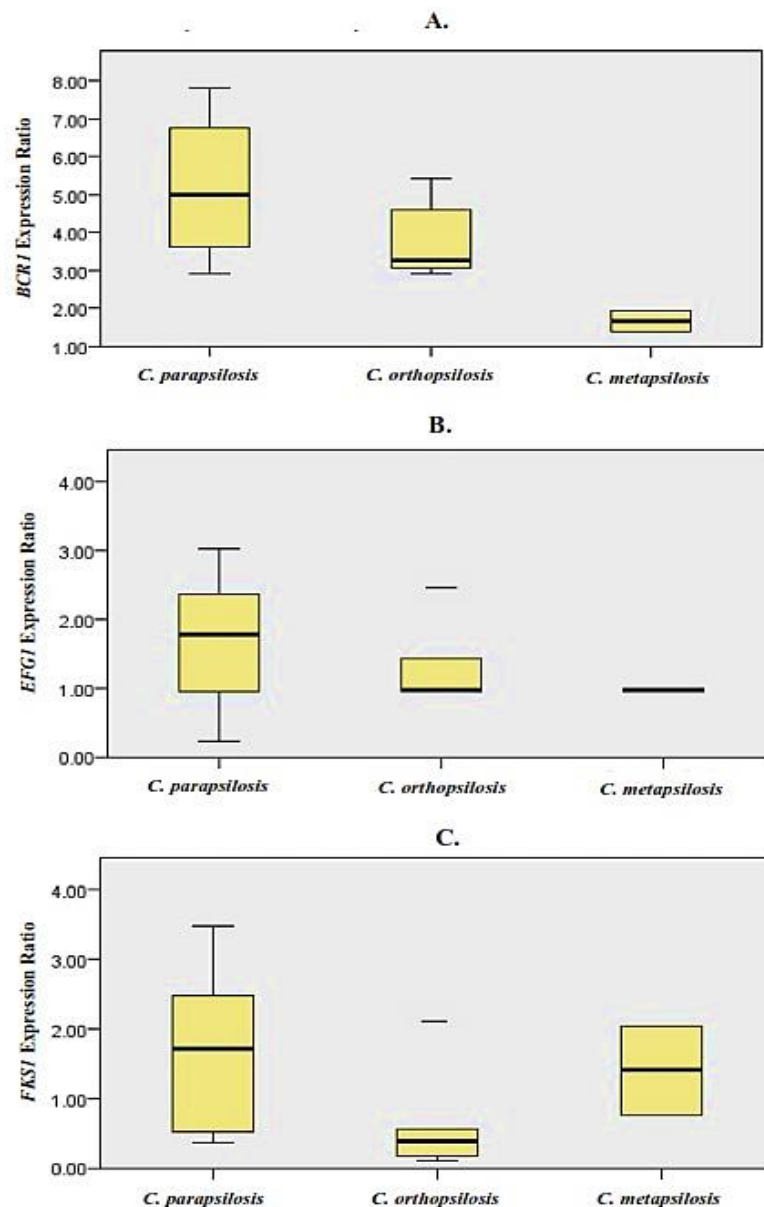 A.
BCR1 Expression Ratio
8.00
7.00
6.00
5.00
4.00
3.00
2.00
1.00
C. parapsilosis C. orthopsilosis C. metapsilosis
B.
EFG1 Expression Ratio
4.00
3.00
2.00
1.00
0.00
C. parapsilosis C. orthopsilosis C. metapsilosis
C.
FKS1 Expression Ratio
4.00
3.00
2.00
1.00
0.00
C. parapsilosis C. orthopsilosis C. metapsilosis